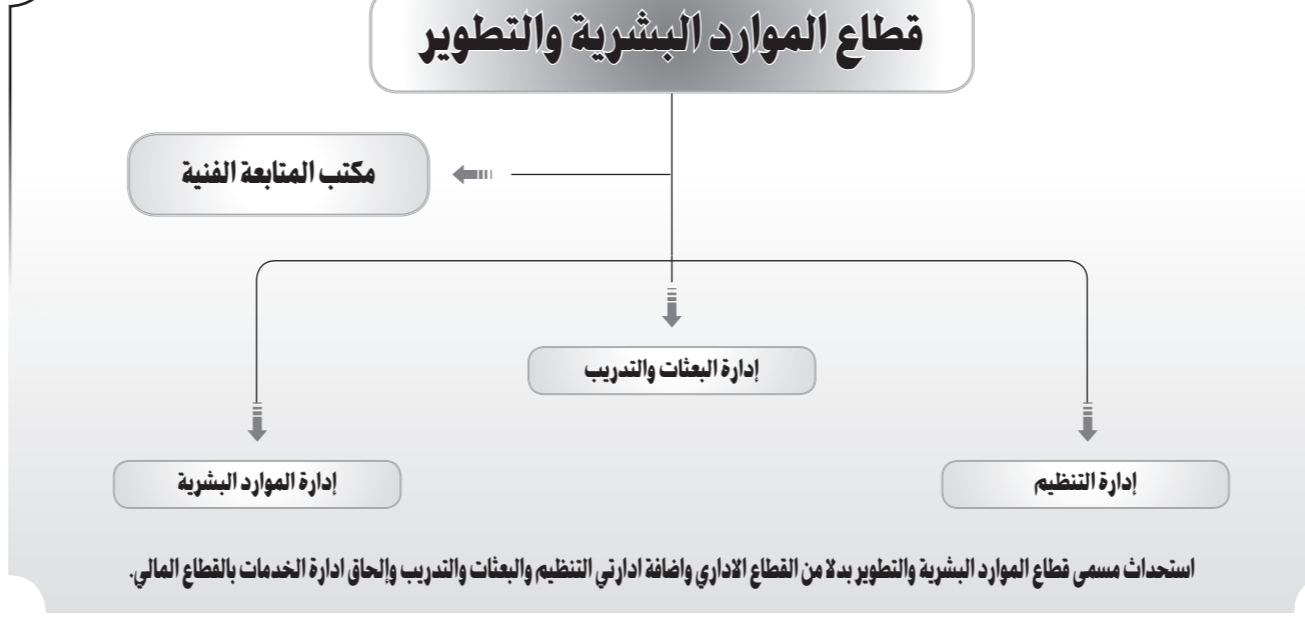 قطاع الموارد البشرية والتطوير
مكتب المتابعة الفنية
إدارة البعثات والتدريب
إدارة التنظيم
إدارة الموارد البشرية
استحداث مسمى قطاع الموارد البشرية والتطوير بدلا من القطاع الاداري واضافة ادارتي التنظيم والبعثات والتدريب وإلحاق ادارة الخدمات بالقطاع المالي.